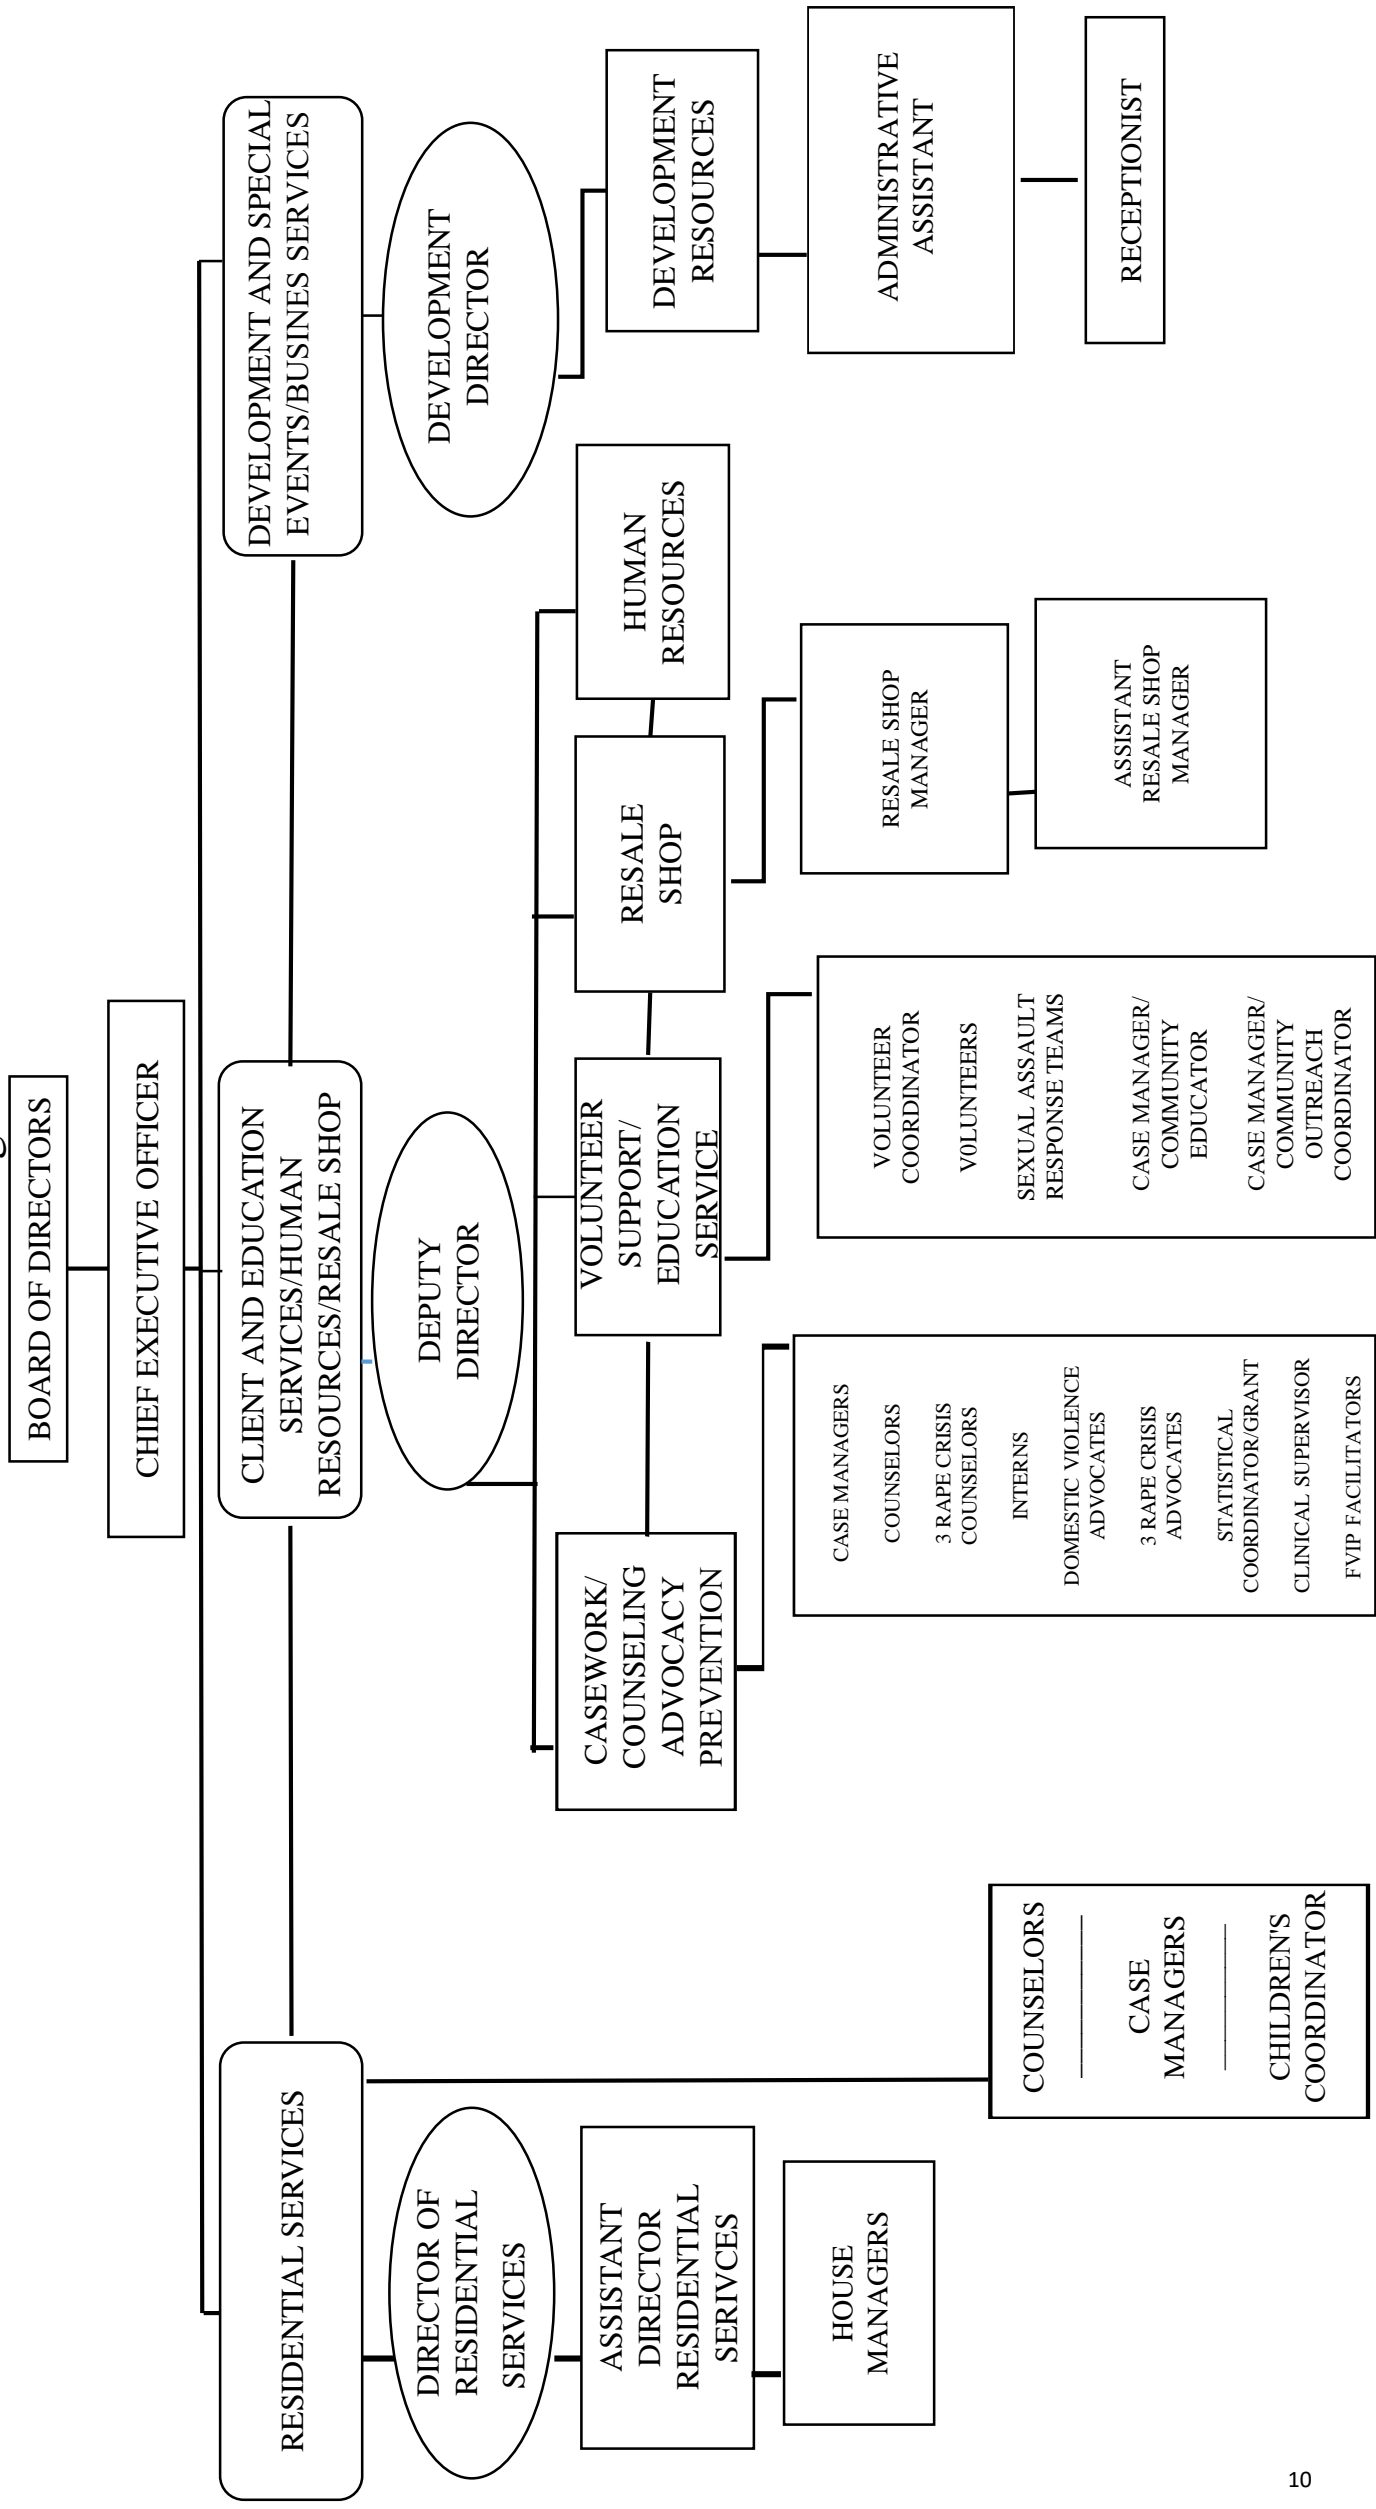 BOARD OF DIRECTORS
CHIEF EXECUTIVE OFFICER
RESIDENTIAL SERVICES
CLIENT AND EDUCATION
SERVICES/HUMAN
RESOURCES/RESALE SHOP
DEVELOPMENT AND SPECIAL
EVENTS/BUSINES SERVICES
DIRECTOR OF
RESIDENTIAL
SERVICES
DEPUTY
DIRECTOR
DEVELOPMENT
DIRECTOR
ASSISTANT
DIRECTOR
RESIDENTIAL
SERIVCES
CASEWORK/
COUNSELING
ADVOCACY
PREVENTION
VOLUNTEER
SUPPORT/
EDUCATION
SERVICE
RESALE
SHOP
HUMAN
RESOURCES
DEVELOPMENT
RESOURCES
HOUSE
MANAGERS
COUNSELORS
CASE
MANAGERS
CHILDREN'S
COORDINATOR
CASE MANAGERS
COUNSELORS
3 RAPE CRISIS
COUNSELORS
INTERNS
DOMESTIC VIOLENCE
ADVOCATES
3 RAPE CRISIS
ADVOCATES
STATISTICAL
COORDINATOR/GRANT
CLINICAL SUPERVISOR
FVIP FACILITATORS
VOLUNTEER
COORDINATOR
V0LUNTEERS
SEXUAL ASSAULT
RESPONSE TEAMS
CASE MANAGER/
COMMUNITY
EDUCATOR
CASE MANAGER/
COMMUNITY
OUTREACH
COORDINATOR
RESALE SHOP
MANAGER
ASSISTANT
RESALE SHOP
MANAGER
ADMINISTRATIVE
ASSISTANT
RECEPTIONIST
10